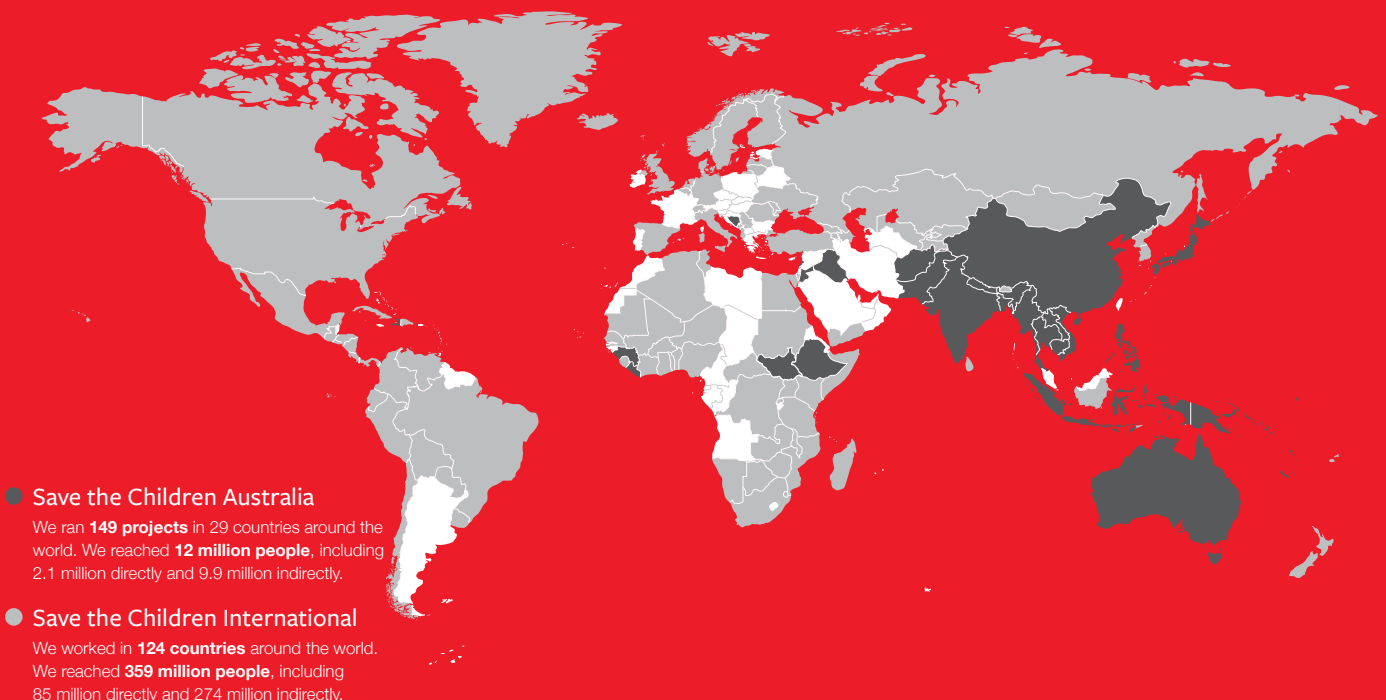 Save the Children Australia
We ran 149 projects in 29 countries around the
world. We reached 12 million people, including
2.1 million directly and 9.9 million indirectly.
Save the Children International
We worked in 124 countries around the world.
We reached 359 million people, including
85 million directly and 274 million indirectly.